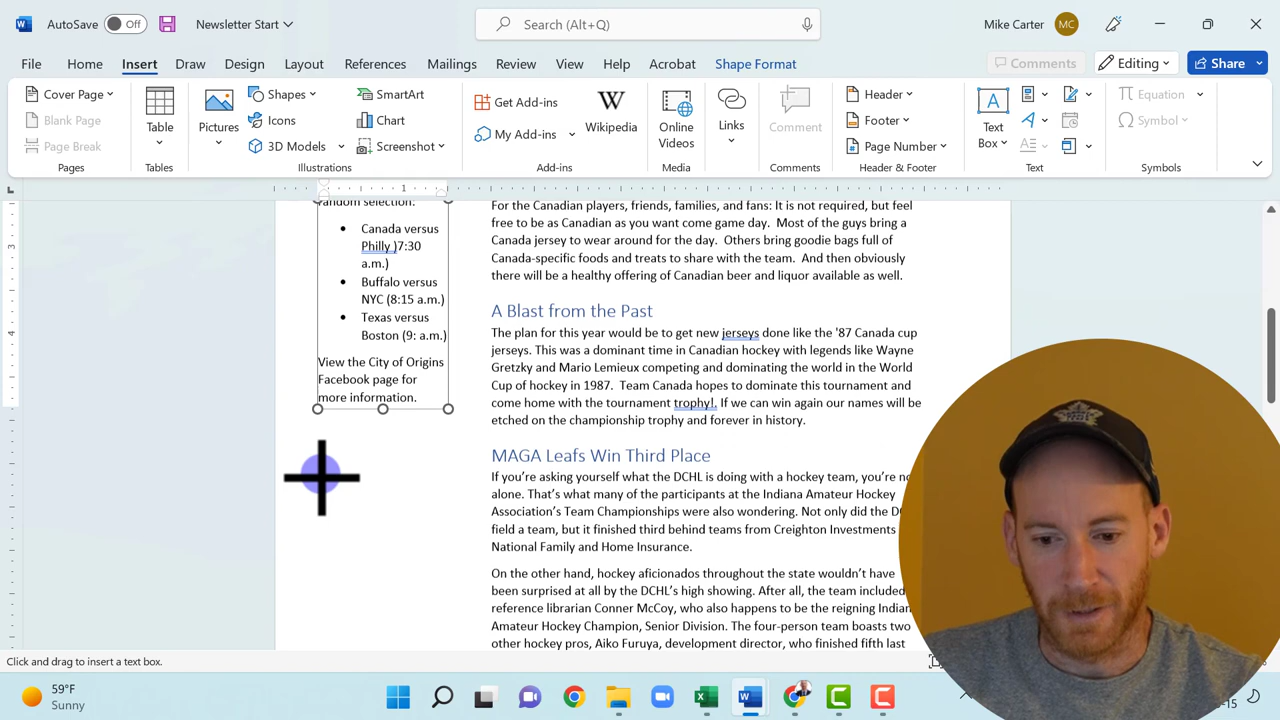 AutoSave Off Newsletter Start Search (Alt+Q) Mike Carter MC
File Home Insert Draw Design Layout References Mailings Review View Help Acrobat Shape Format Comments Editing Share
Cover Page
Blank Page
Page Break
Pages
Table
Tables
Pictures
Shapes
Icons
3D Models
SmartArt
Chart
Screenshot
Illustrations
Get Add-ins
My Add-ins
Wikipedia
Add-ins
Online
Videos
Media
Links
Comment
Comments
Header
Footer
Page Number
Header & Footer
Text
Box
Text
Equation
Symbol
Symbols
1
3
4
random selection:
• Canada versus
Philly )7:30
a.m.)
• Buffalo versus
NYC (8:15 a.m.)
• Texas versus
Boston (9: a.m.)
View the City of Origins
Facebook page for
more information.
For the Canadian players, friends, families, and fans: It is not required, but feel
free to be as Canadian as you want come game day. Most of the guys bring a
Canada jersey to wear around for the day. Others bring goodie bags full of
Canada-specific foods and treats to share with the team. And then obviously
there will be a healthy offering of Canadian beer and liquor available as well.
A Blast from the Past
The plan for this year would be to get new jerseys done like the '87 Canada cup
jerseys. This was a dominant time in Canadian hockey with legends like Wayne
Gretzky and Mario Lemieux competing and dominating the world in the World
Cup of hockey in 1987. Team Canada hopes to dominate this tournament and
come home with the tournament trophy!. If we can win again our names will be
etched on the championship trophy and forever in history.
MAGA Leafs Win Third Place
If you're asking yourself what the DCHL is doing with a hockey team, you're no
alone. That's what many of the participants at the Indiana Amateur Hockey
Association's Team Championships were also wondering. Not only did the DC
field a team, but it finished third behind teams from Creighton Investments
National Family and Home Insurance.
On the other hand, hockey aficionados throughout the state wouldn't have
been surprised at all by the DCHL's high showing. After all, the team included
reference librarian Conner McCoy, who also happens to be the reigning Indian
Amateur Hockey Champion, Senior Division. The four-person team boasts two
other hockey pros, Aiko Furuya, development director, who finished fifth last
Click and drag to insert a text box.
59°F
Sunny
-15